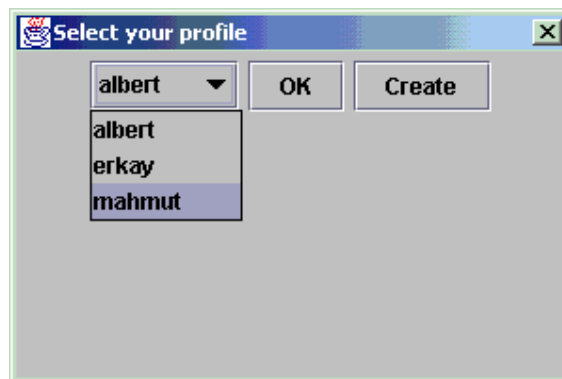 Select your profile
albert OK Create
albert
erkay
mahmut